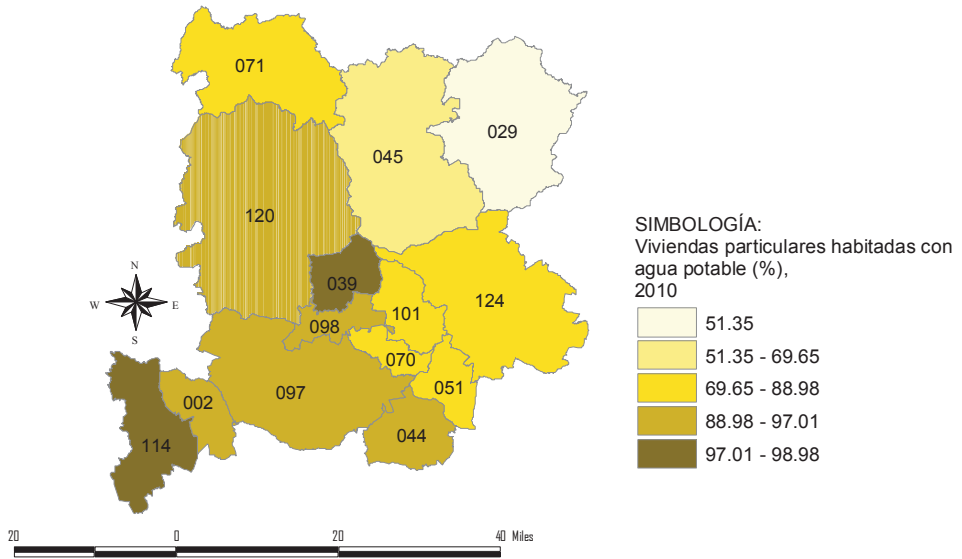 071
029
045
120
SIMBOLOGÍA:
Viviendas particulares habitadas con
agua potable (%),
2010
039
N
W E
S
124
101
098
51.35
070
51.35 - 69.65
051
097
69.65 - 88.98
002
88.98 - 97.01
044
114
97.01 - 98.98
20 0 20 40 Miles